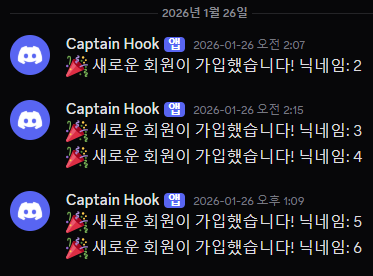 2026년 1월 26일
Captain Hook 앱 2026-01-26 오전 2:07
🎉 새로운 회원이 가입했습니다! 닉네임: 2
Captain Hook 앱 2026-01-26 오전 2:15
🎉 새로운 회원이 가입했습니다! 닉네임: 3
🎉 새로운 회원이 가입했습니다! 닉네임: 4
Captain Hook 앱 2026-01-26 오후 1:09
🎉 새로운 회원이 가입했습니다! 닉네임: 5
🎉 새로운 회원이 가입했습니다! 닉네임: 6